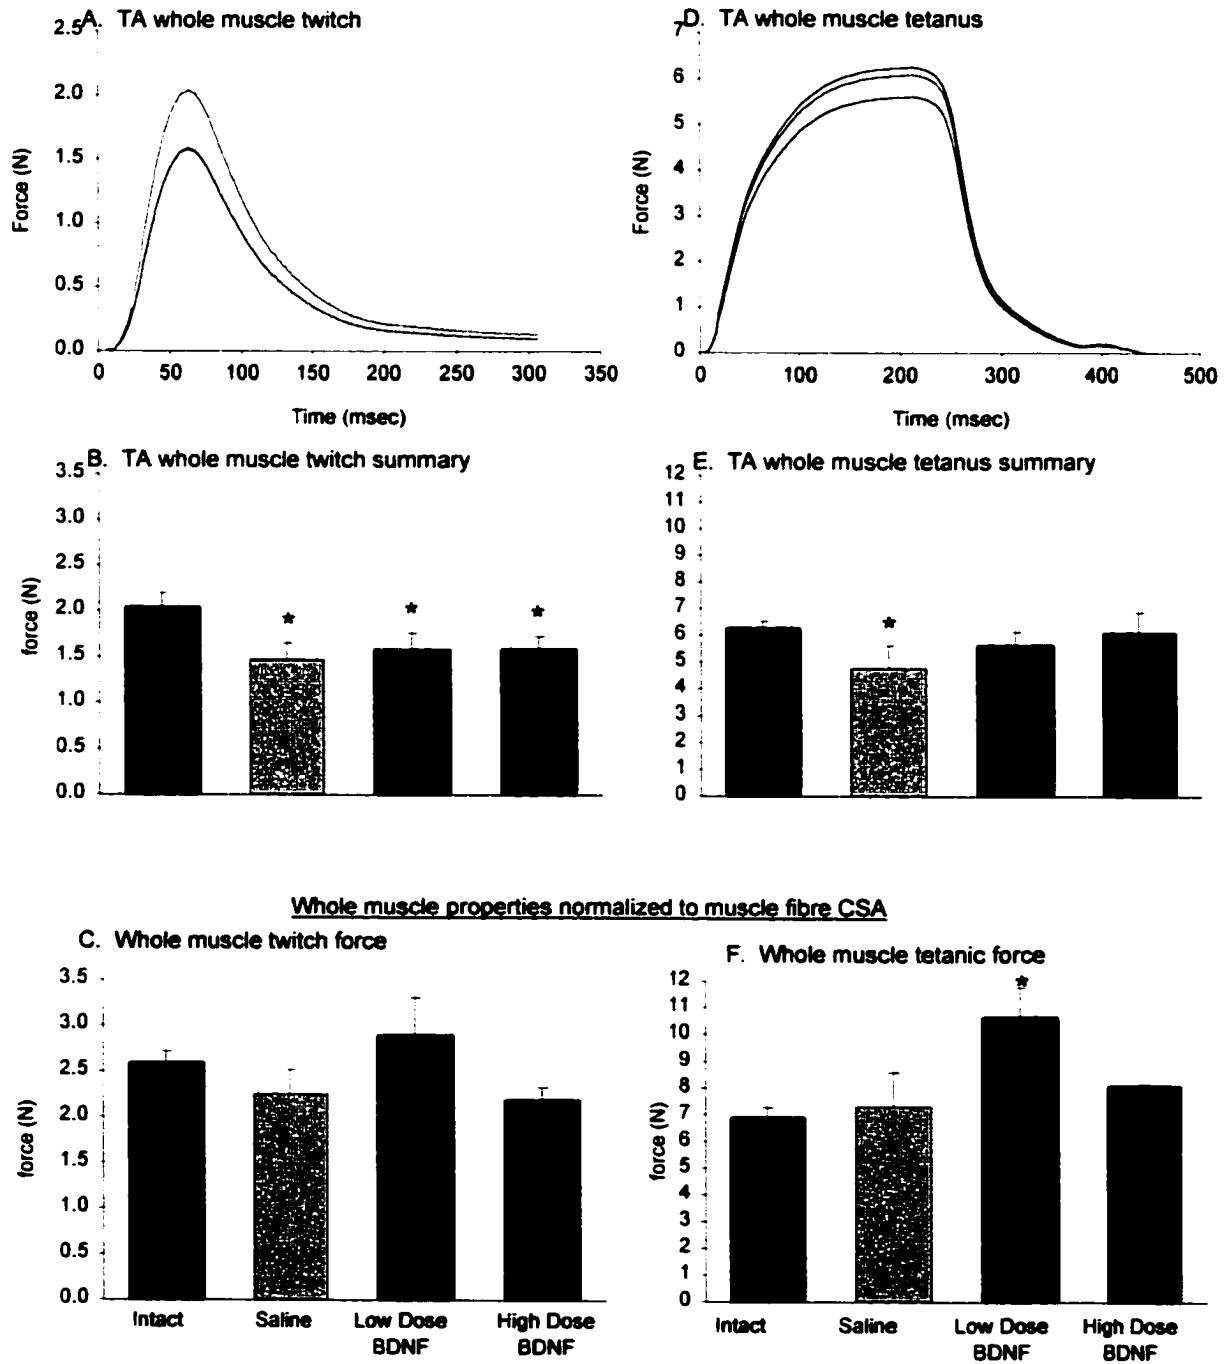 A. TA whole muscle twitch
2.5
2.0
1.5
1.0
0.5
0.0
Force (N)
0 50 100 150 200 250 300 350
Time (msec)
D. TA whole muscle tetanus
7
6
5
4
3
2
1
0
Force (N)
0 100 200 300 400 500
Time (msec)
B. TA whole muscle twitch summary
3.5
3.0
2.5
2.0
1.5
1.0
0.5
0.0
force (N)
* * *
E. TA whole muscle tetanus summary
12
11
10
9
8
7
6
5
4
3
2
1
0
force (N)
*
Whole muscle properties normalized to muscle fibre CSA
C. Whole muscle twitch force
3.5
3.0
2.5
2.0
1.5
1.0
0.5
0.0
force (N)
Intact Saline Low Dose High Dose
BDNF BDNF
F. Whole muscle tetanic force
12
11
10
9
8
7
6
5
4
3
2
1
0
force (N)
*
Intact Saline Low Dose High Dose
BDNF BDNF